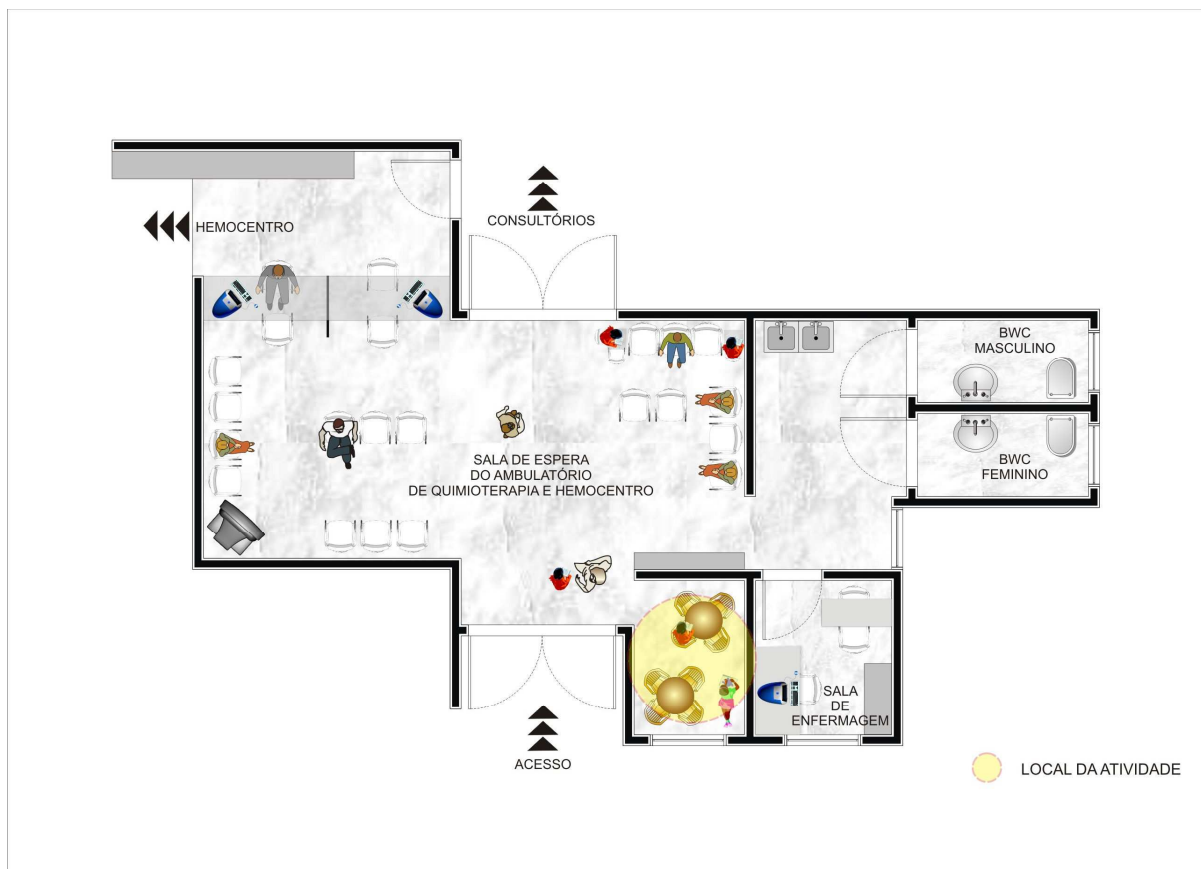 CONSULTÓRIOS
HEMOCENTRO
BWC
MASCULINO
SALA DE ESPERA
DO AMBULATÓRIO
DE QUIMIOTERAPIA E HEMOCENTRO
BWC
FEMININO
SALA
DE
ENFERMAGEM
ACESSO
LOCAL DA ATIVIDADE